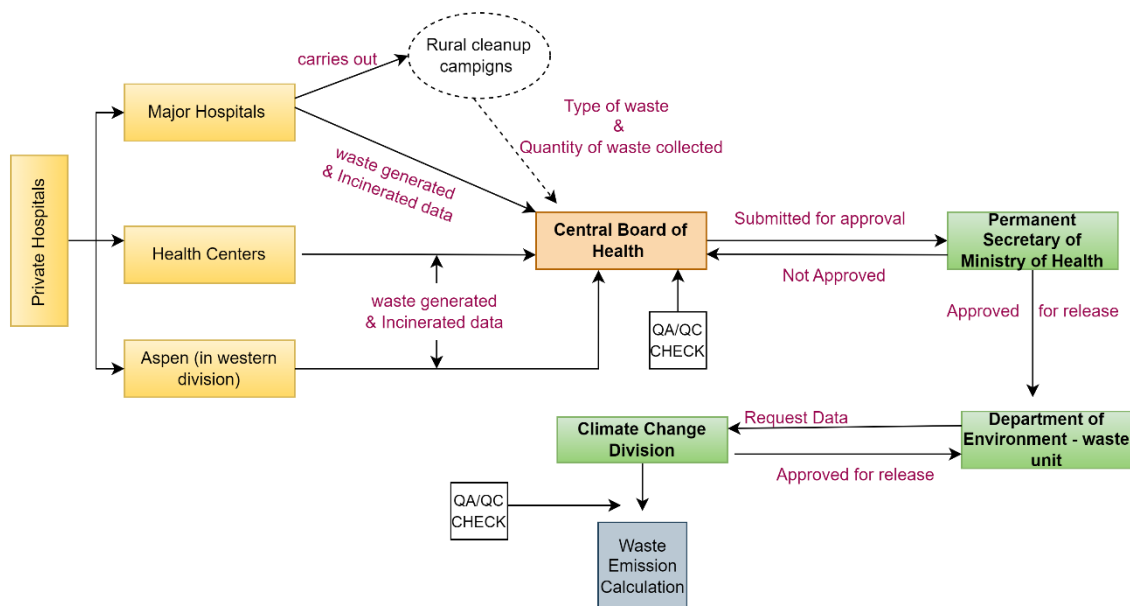 Rural cleanup
campigns
carries out
Major Hospitals
Type of waste
&
Quantity of waste collected
waste generated
& Incinerated data
Private Hospitals
Central Board of
Health
Submitted for approval
Permanent
Secretary of
Ministry of Health
Health Centers
Not Approved
waste generated
& Incinerated data
QA/QC
CHECK
Approved
for release
Aspen (in western
division)
Request Data
Climate Change
Division
Department of
Environment - waste
unit
Approved for release
QA/QC
CHECK
Waste
Emission
Calculation